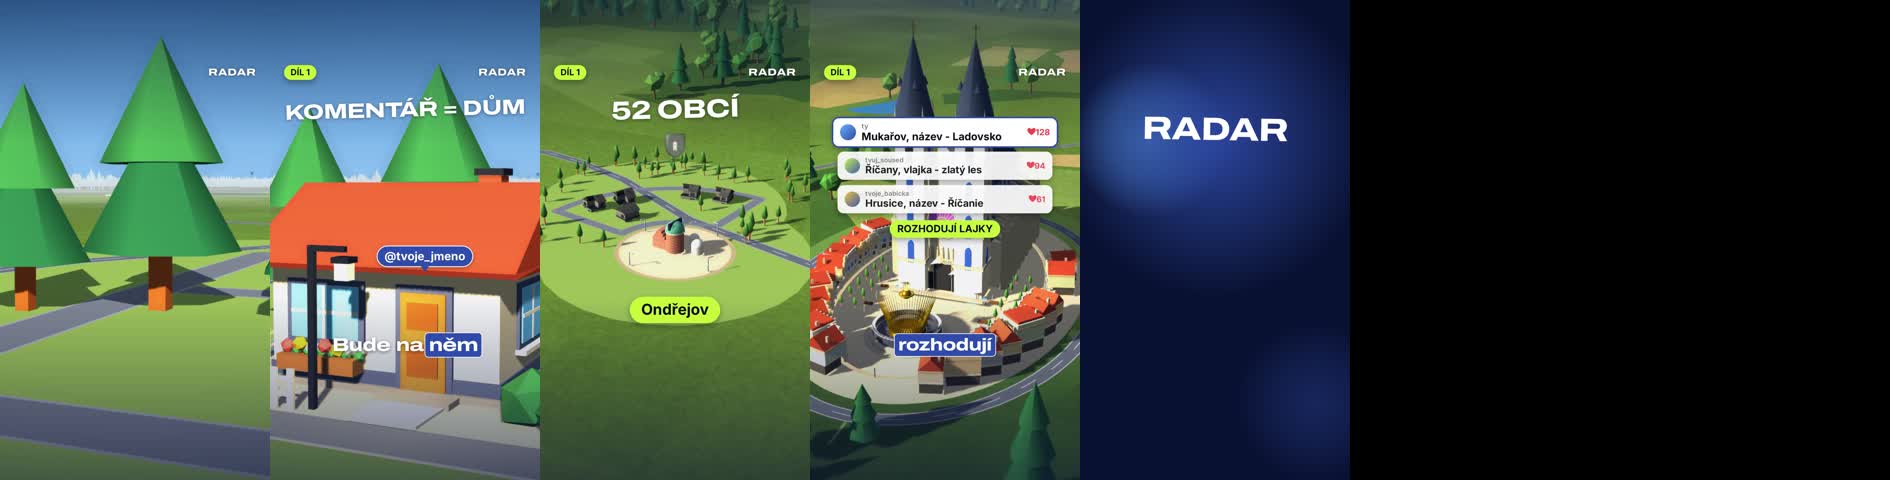 RADAR
DÍL 1
RADAR
KOMENTÁŘ = DŮM
@tvoje_jmeno
Bude na něm
DÍL 1
RADAR
52 OBCÍ
Ondřejov
DÍL 1
RADAR
ty
Mukařov, název - Ladovsko
128
tvuj_soused
Říčany, vlajka - zlatý les
94
tvoje_babicka
Hrusice, název - Říčanie
61
ROZHODUJÍ LAJKY
rozhodují
RADAR